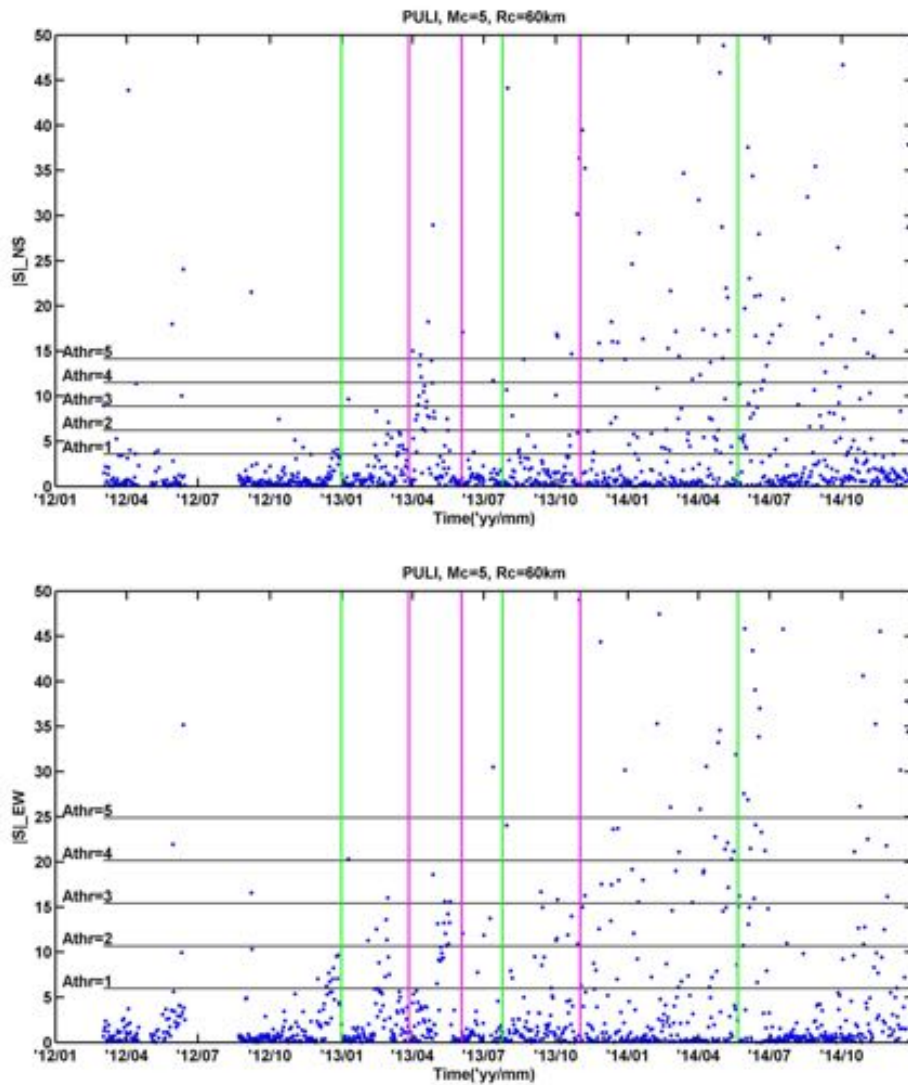 PULI, Mc=5, Rc=60km
50
45
40
35
30
25
20
15
10
5
0
|S|_NS
Athr=5
Athr=4
Athr=3
Athr=2
Athr=1
'12/01 '12/04 '12/07 '12/10 '13/01 '13/04 '13/07 '13/10 '14/01 '14/04 '14/07 '14/10
Time('yy/mm)
PULI, Mc=5, Rc=60km
50
45
40
35
30
25
20
15
10
5
0
|S|_EW
Athr=5
Athr=4
Athr=3
Athr=2
Athr=1
'12/01 '12/04 '12/07 '12/10 '13/01 '13/04 '13/07 '13/10 '14/01 '14/04 '14/07 '14/10
Time('yy/mm)